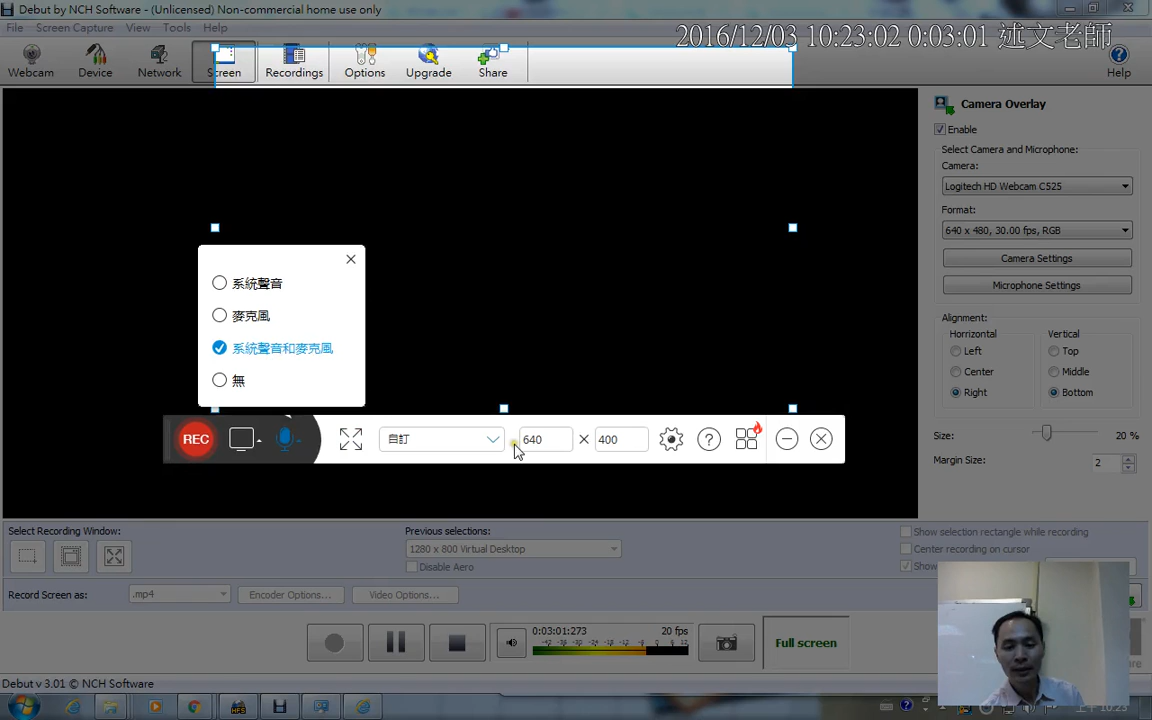 Debut by NCH Software - (Unlicensed) Non-commercial home use only
File Screen Capture View Tools Help
2016/12/03 10:23:02 0:03:01 述文老師
Webcam Device Network Screen Recordings Options Upgrade Share Help
Camera Overlay
Enable
Select Camera and Microphone:
Camera:
Logitech HD Webcam C525
Format:
640 x 480, 30.00 fps, RGB
Camera Settings
Microphone Settings
Alignment:
Horrizontal Vertical
Left Top
Center Middle
Right Bottom
Size: 20 %
Margin Size: 2
系統聲音
麥克風
系統聲音和麥克風
無
REC 自訂 640 400
Select Recording Window: Previous selections:
1280 x 800 Virtual Desktop
Disable Aero
Show selection rectangle while recording
Center recording on cursor
Show
Record Screen as: .mp4 Encoder Options... Video Options...
0:03:01:273 20 fps
Full screen
Debut v 3.01 © NCH Software
HFS
上午 10:23